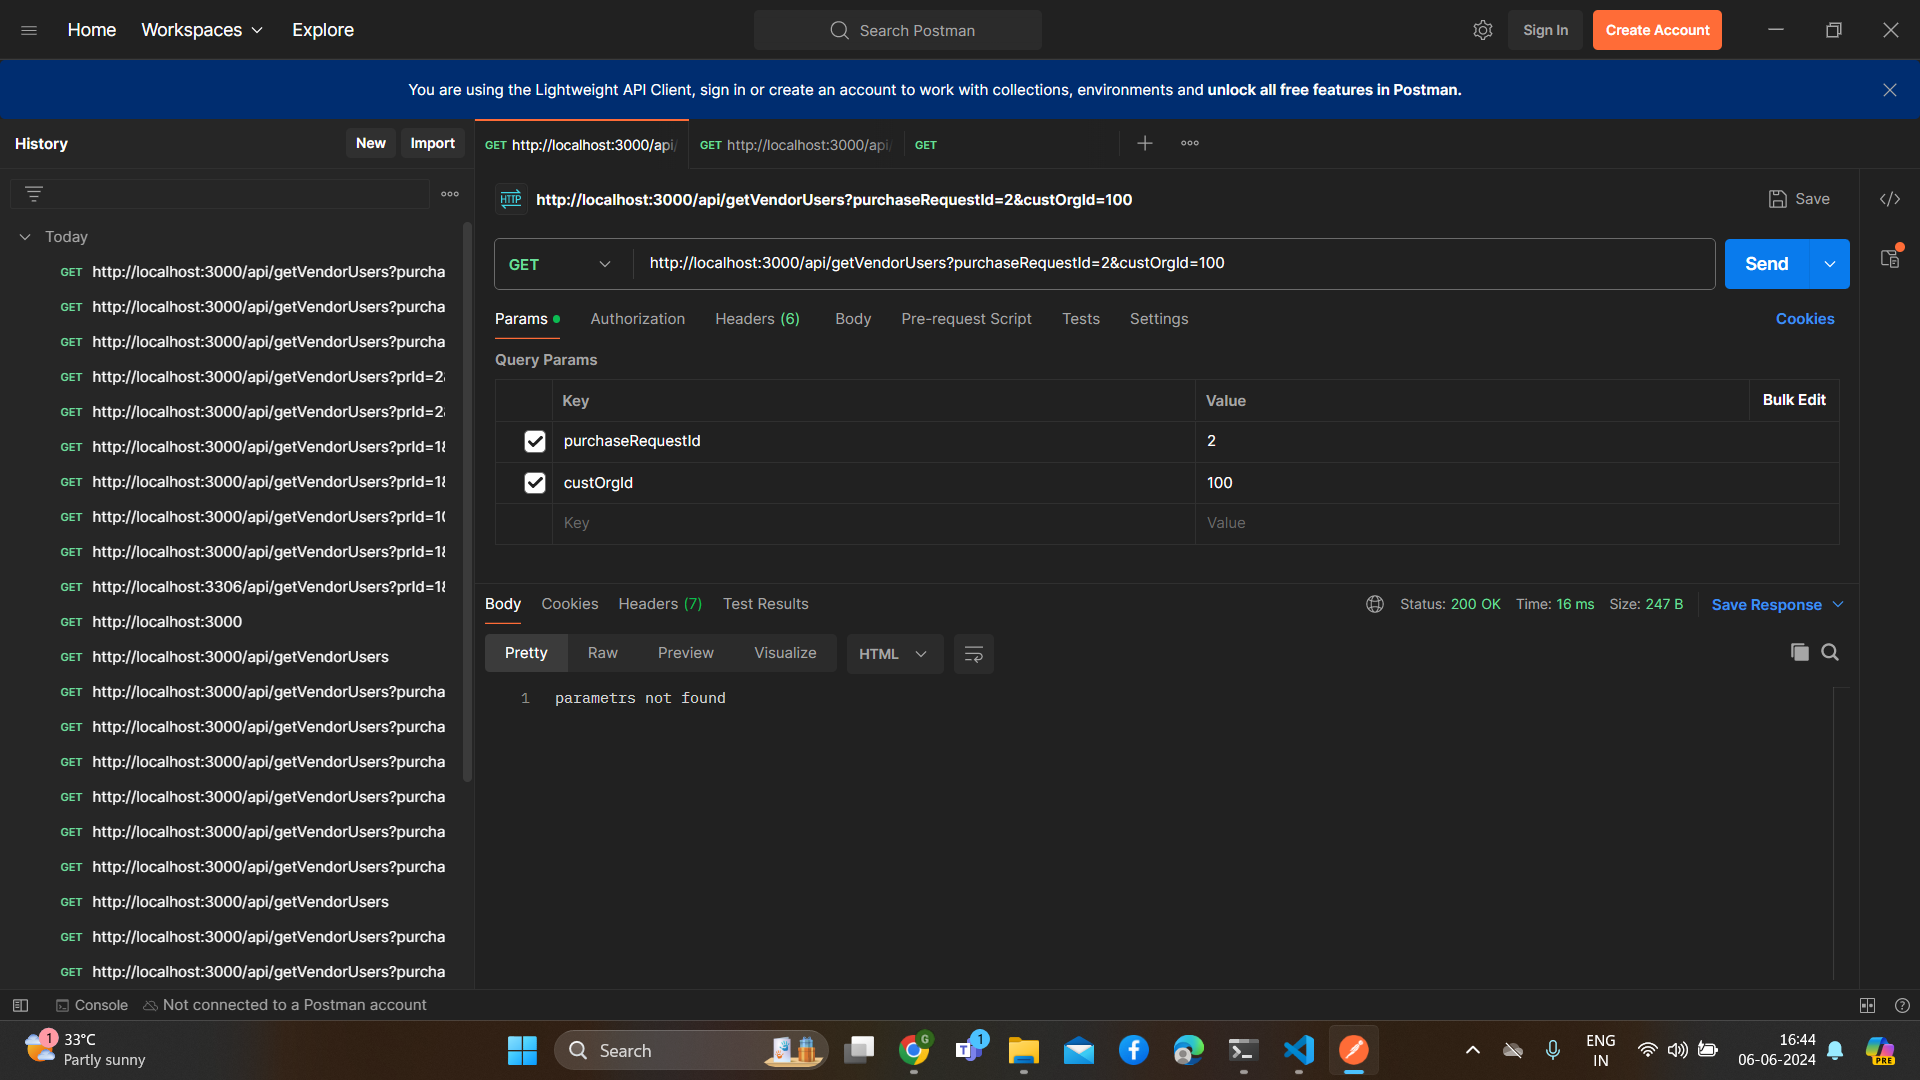 Home
Workspaces
Explore
Search Postman
Sign In
Create Account
You are using the Lightweight API Client, sign in or create an account to work with collections, environments and unlock all free features in Postman.
History
New
Import
GET http://localhost:3000/api/
GET http://localhost:3000/api/
GET
HTTP
http://localhost:3000/api/getVendorUsers?purchaseRequestId=2&custOrgId=100
Save
GET
http://localhost:3000/api/getVendorUsers?purchaseRequestId=2&custOrgId=100
Send
Params
Authorization
Headers (6)
Body
Pre-request Script
Tests
Settings
Cookies
Query Params
Key
Value
Bulk Edit
purchaseRequestId
2
custOrgId
100
Key
Value
Today
GET http://localhost:3000/api/getVendorUsers?purcha
GET http://localhost:3000/api/getVendorUsers?purcha
GET http://localhost:3000/api/getVendorUsers?purcha
GET http://localhost:3000/api/getVendorUsers?prId=2&
GET http://localhost:3000/api/getVendorUsers?prId=2&
GET http://localhost:3000/api/getVendorUsers?prId=1&
GET http://localhost:3000/api/getVendorUsers?prId=1&
GET http://localhost:3000/api/getVendorUsers?prId=10
GET http://localhost:3000/api/getVendorUsers?prId=1&
GET http://localhost:3306/api/getVendorUsers?prId=1&
GET http://localhost:3000
GET http://localhost:3000/api/getVendorUsers
GET http://localhost:3000/api/getVendorUsers?purcha
GET http://localhost:3000/api/getVendorUsers?purcha
GET http://localhost:3000/api/getVendorUsers?purcha
GET http://localhost:3000/api/getVendorUsers?purcha
GET http://localhost:3000/api/getVendorUsers?purcha
GET http://localhost:3000/api/getVendorUsers?purcha
GET http://localhost:3000/api/getVendorUsers
GET http://localhost:3000/api/getVendorUsers?purcha
GET http://localhost:3000/api/getVendorUsers?purcha
Body
Cookies
Headers (7)
Test Results
Status: 200 OK
Time: 16 ms
Size: 247 B
Save Response
Pretty
Raw
Preview
Visualize
HTML
1 parametrs not found
Console
Not connected to a Postman account
1
33°C
Partly sunny
Search
G
1
ENG
IN
16:44
06-06-2024
PRE